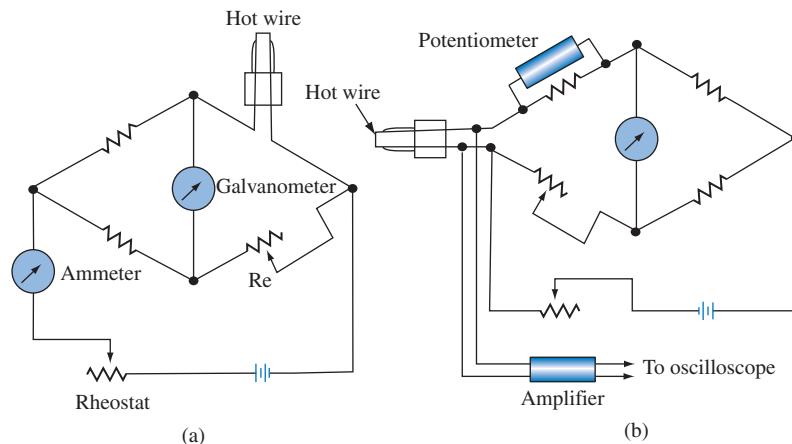 Hot wire
Galvanometer
Ammeter
Re
Rheostat
(a)
Potentiometer
Hot wire
To oscilloscope
Amplifier
(b)